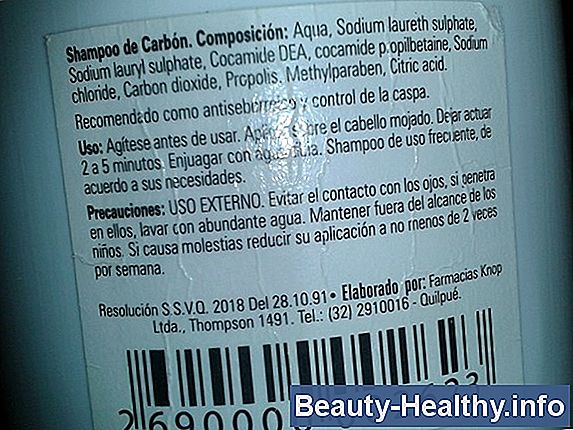 Shampoo de Carbón. Composición: Aqua, Sodium laureth sulphate,
Sodium lauryl sulphate, Cocamide DEA, cocamide p opilbetaine, Sodium
chloride, Carbon dioxide, Propolis, Methylparaben, Citric acid.
Recomendado como antiseborreico y control de la caspa.
Uso: Agítese antes de usar. sobre el cabello mojado. Dejar actuar
2 a 5 minutos. Enjuagar con agua tibia. Shampoo de uso frecuente, de
acuerdo a sus necesidades.
Precauciones: USO EXTERNO. Evitar el contacto con los ojos, si penetra
en ellos, lavar con abundante agua. Mantener fuera del alcance de los
niños. Si causa molestias reducir su aplicación a no menos de 2 veces
por semana.
Resolución S.S.V.Q. 2018 Del 28.10.91 • Elaborado por: Farmacias Knop
Ltda., Thompson 1491. Tel.: (32) 2910016 - Quilpué.
Beauty-Healthy.info